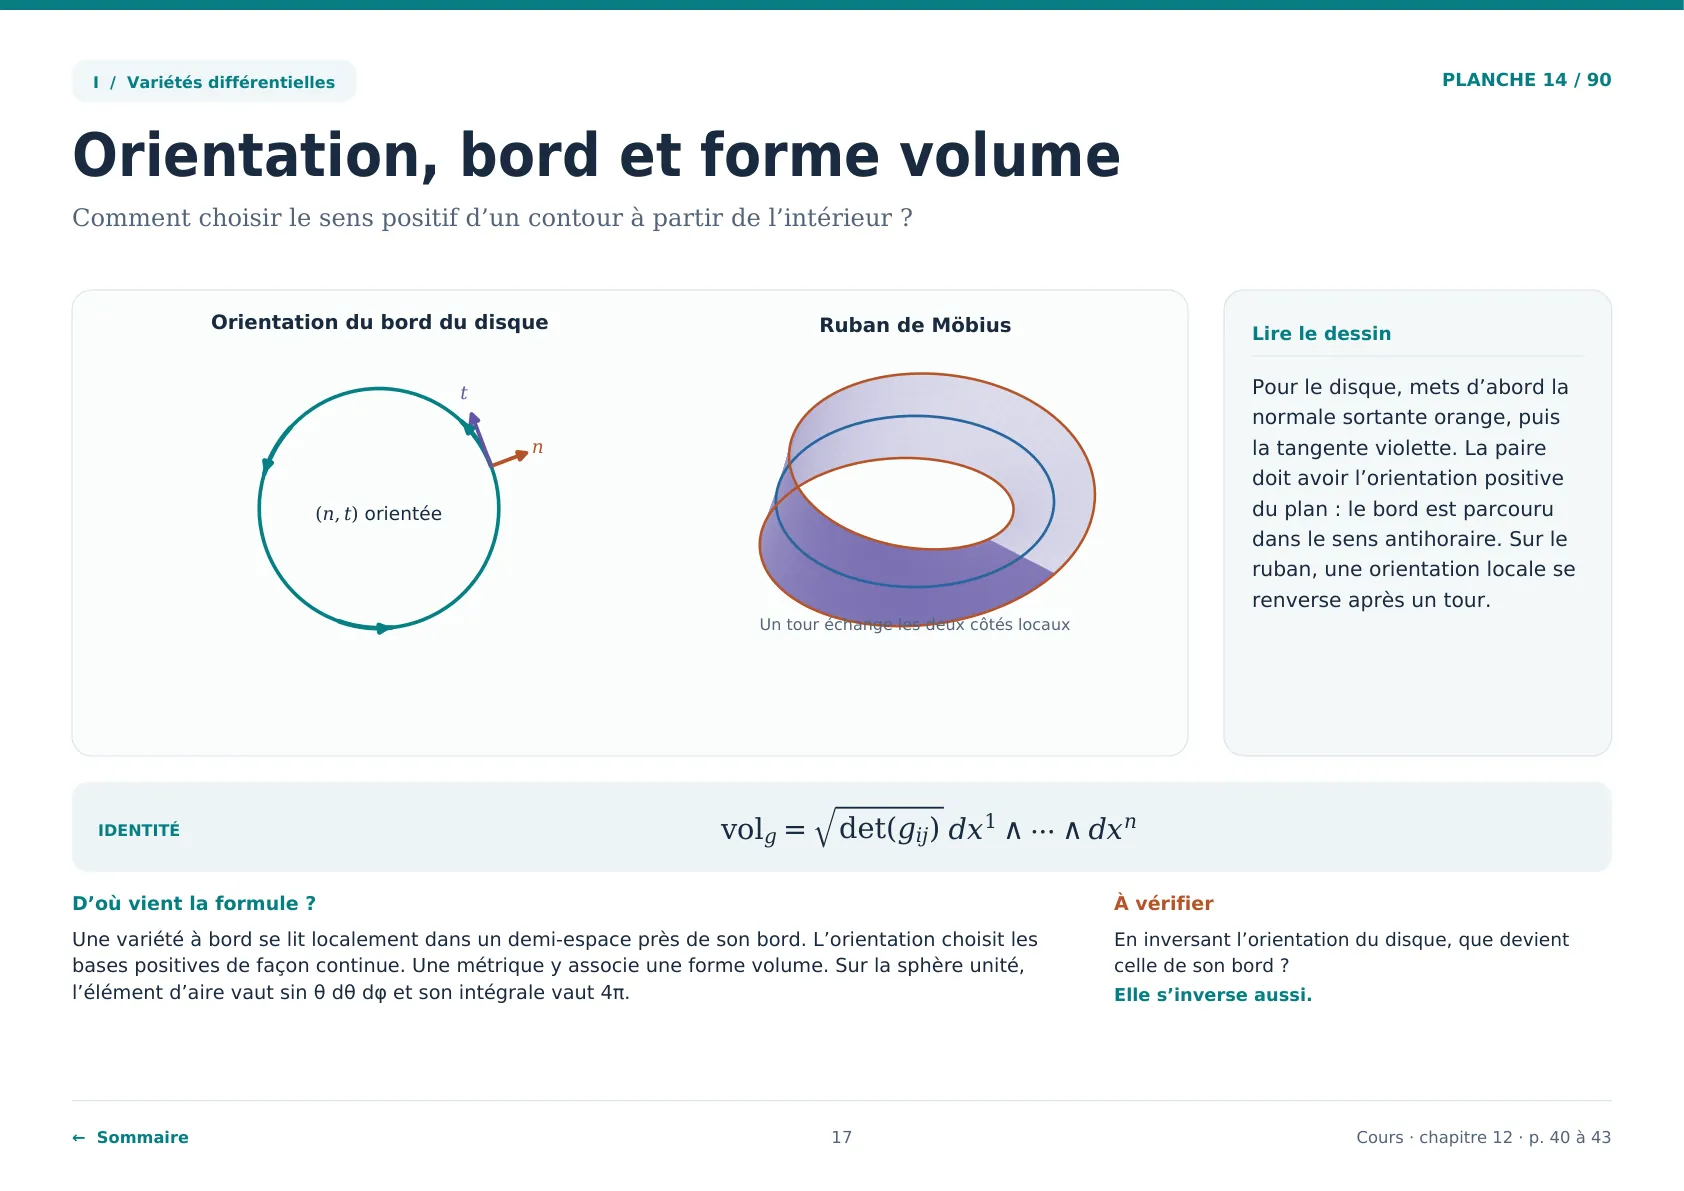 I / Variétés différentielles
PLANCHE 14 / 90
Orientation, bord et forme volume
Comment choisir le sens positif d’un contour à partir de l’intérieur ?
Orientation du bord du disque
t
n
(n, t) orientée
Ruban de Möbius
Un tour échange les deux côtés locaux
Lire le dessin
Pour le disque, mets d’abord la
normale sortante orange, puis
la tangente violette. La paire
doit avoir l’orientation positive
du plan : le bord est parcouru
dans le sens antihoraire. Sur le
ruban, une orientation locale se
renverse après un tour.
IDENTITÉ
vol_g = √det(g_ij) dx^1 ∧ ··· ∧ dx^n
D’où vient la formule ?
Une variété à bord se lit localement dans un demi-espace près de son bord. L’orientation choisit les
bases positives de façon continue. Une métrique y associe une forme volume. Sur la sphère unité,
l’élément d’aire vaut sin θ dθ dφ et son intégrale vaut 4π.
À vérifier
En inversant l’orientation du disque, que devient
celle de son bord ?
Elle s’inverse aussi.
← Sommaire
17
Cours · chapitre 12 · p. 40 à 43